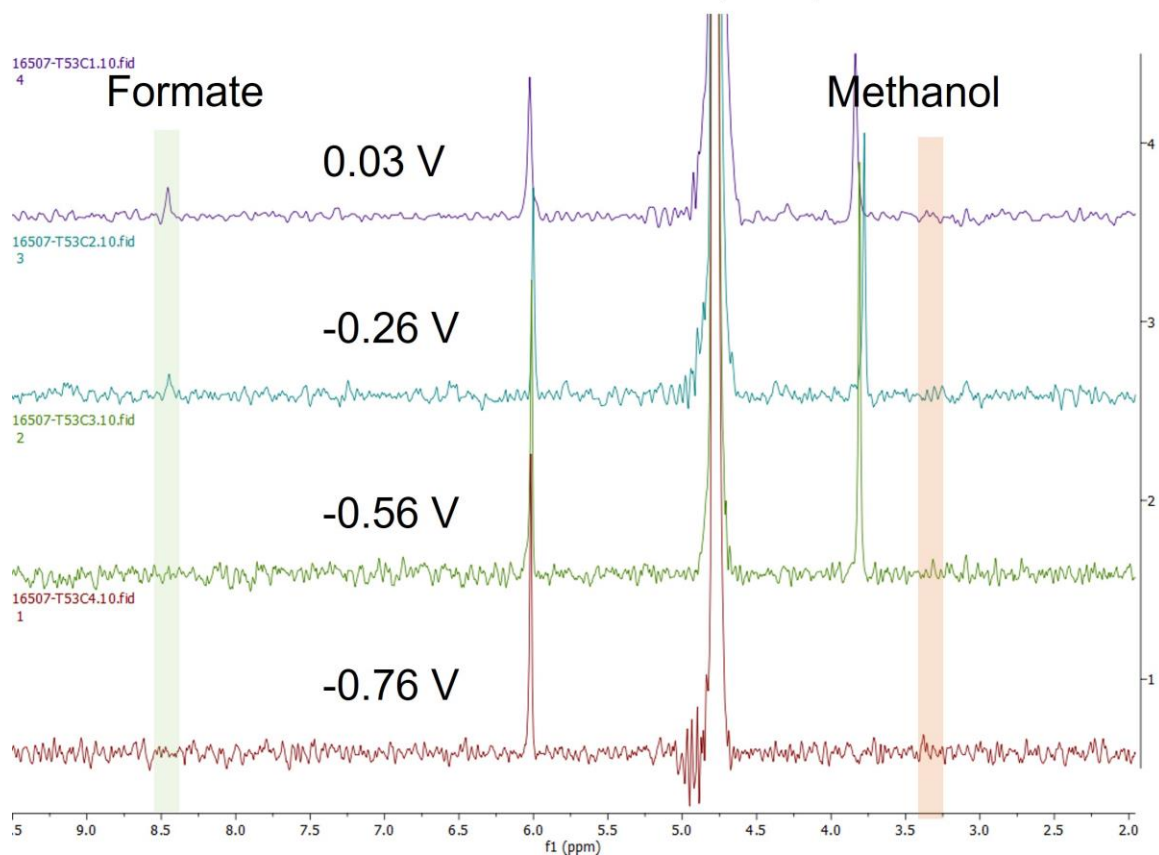 16507-T53C1.10.fid
4
Formate
Methanol
0.03 V
4
16507-T53C2.10.fid
3
-0.26 V
3
16507-T53C3.10.fid
2
-0.56 V
2
16507-T53C4.10.fid
1
-0.76 V
1
.5 9.0 8.5 8.0 7.5 7.0 6.5 6.0 5.5 5.0 4.5 4.0 3.5 3.0 2.5 2.0
f1 (ppm)